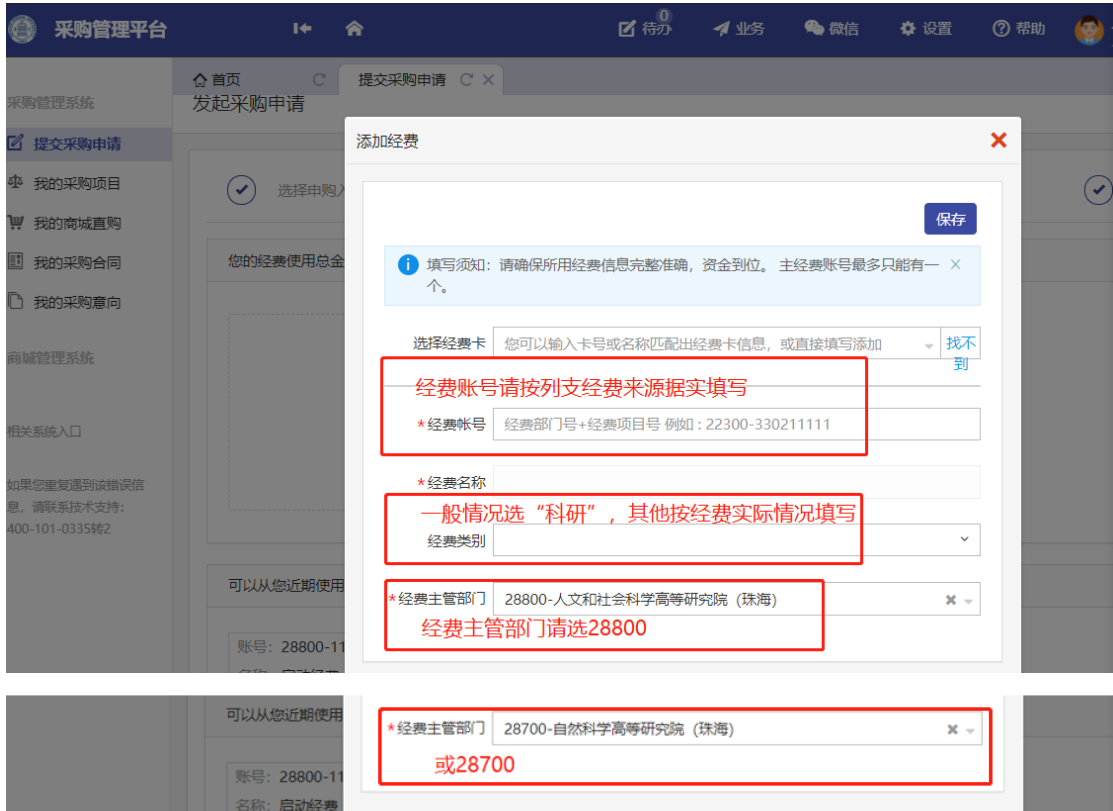 采购管理平台
0
待办
业务
微信
设置
帮助
首页
提交采购申请
采购管理系统
发起采购申请
提交采购申请
我的采购项目
我的商城直购
我的采购合同
我的采购意向
商城管理系统
相关系统入口
如果您重复遇到该错误信
息，请联系技术支持：
400-101-0335转2
选择申购
您的经费使用总金
可以从您近期使用
账号：28800-11
添加经费
保存
填写须知：请确保所用经费信息完整准确，资金到位。 主经费账号最多只能有一
个。
选择经费卡 您可以输入卡号或名称匹配出经费卡信息，或直接填写添加 找不
到
经费账号请按列支经费来源据实填写
*经费帐号 经费部门号+经费项目号 例如 : 22300-330211111
*经费名称
一般情况选“科研”，其他按经费实际情况填写
经费类别
*经费主管部门 28800-人文和社会科学高等研究院（珠海）
经费主管部门请选28800
可以从您近期使用
*经费主管部门 28700-自然科学高等研究院（珠海）
或28700
账号：28800-11
名称：启动经费